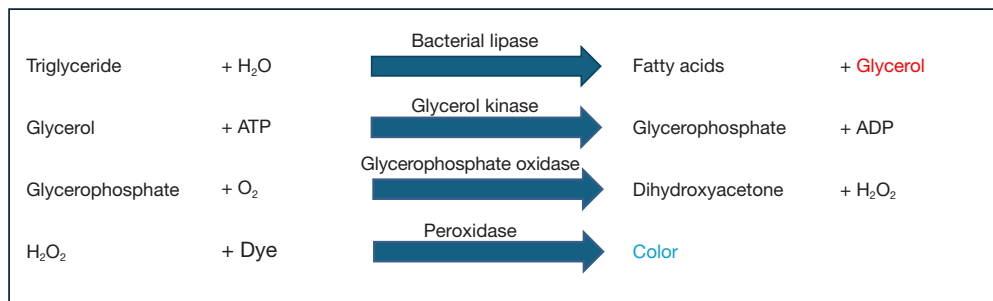 Bacterial lipase
Triglyceride + H₂O Fatty acids + Glycerol
Glycerol kinase
Glycerol + ATP Glycerophosphate + ADP
Glycerophosphate oxidase
Glycerophosphate + O₂ Dihydroxyacetone + H₂O₂
Peroxidase
H₂O₂ + Dye Color